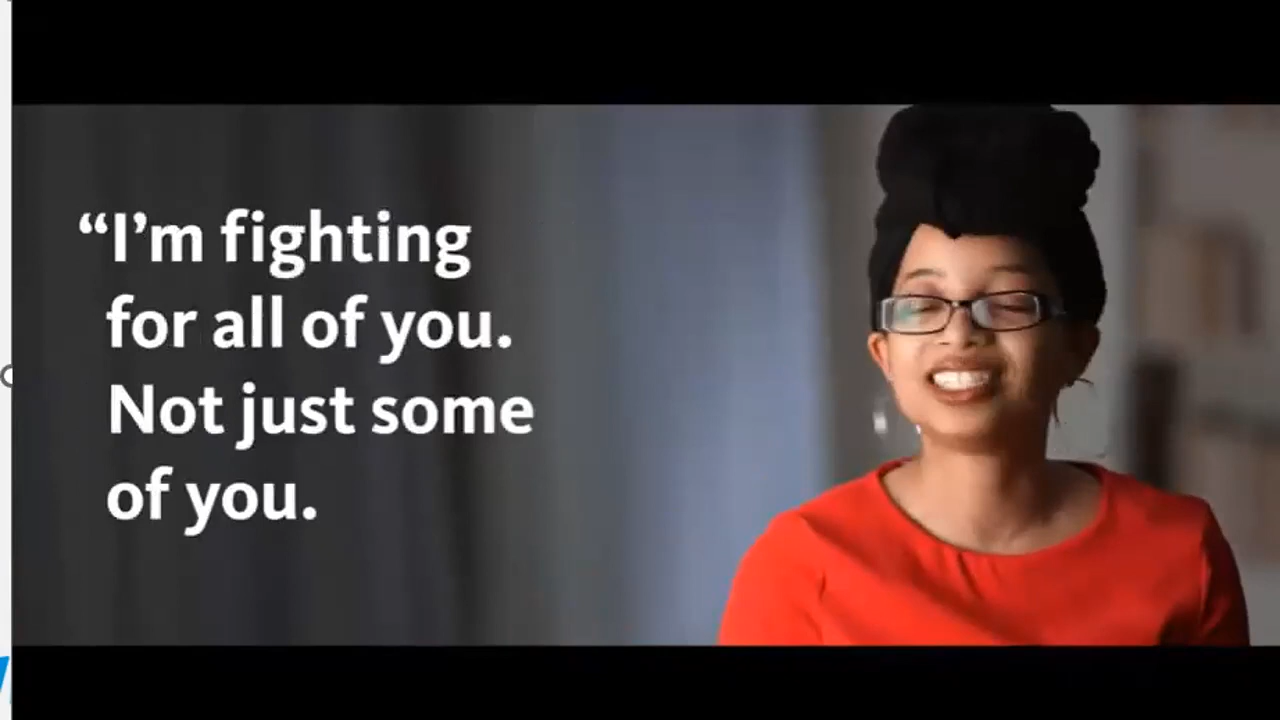 “I’m fighting
for all of you.
Not just some
of you.